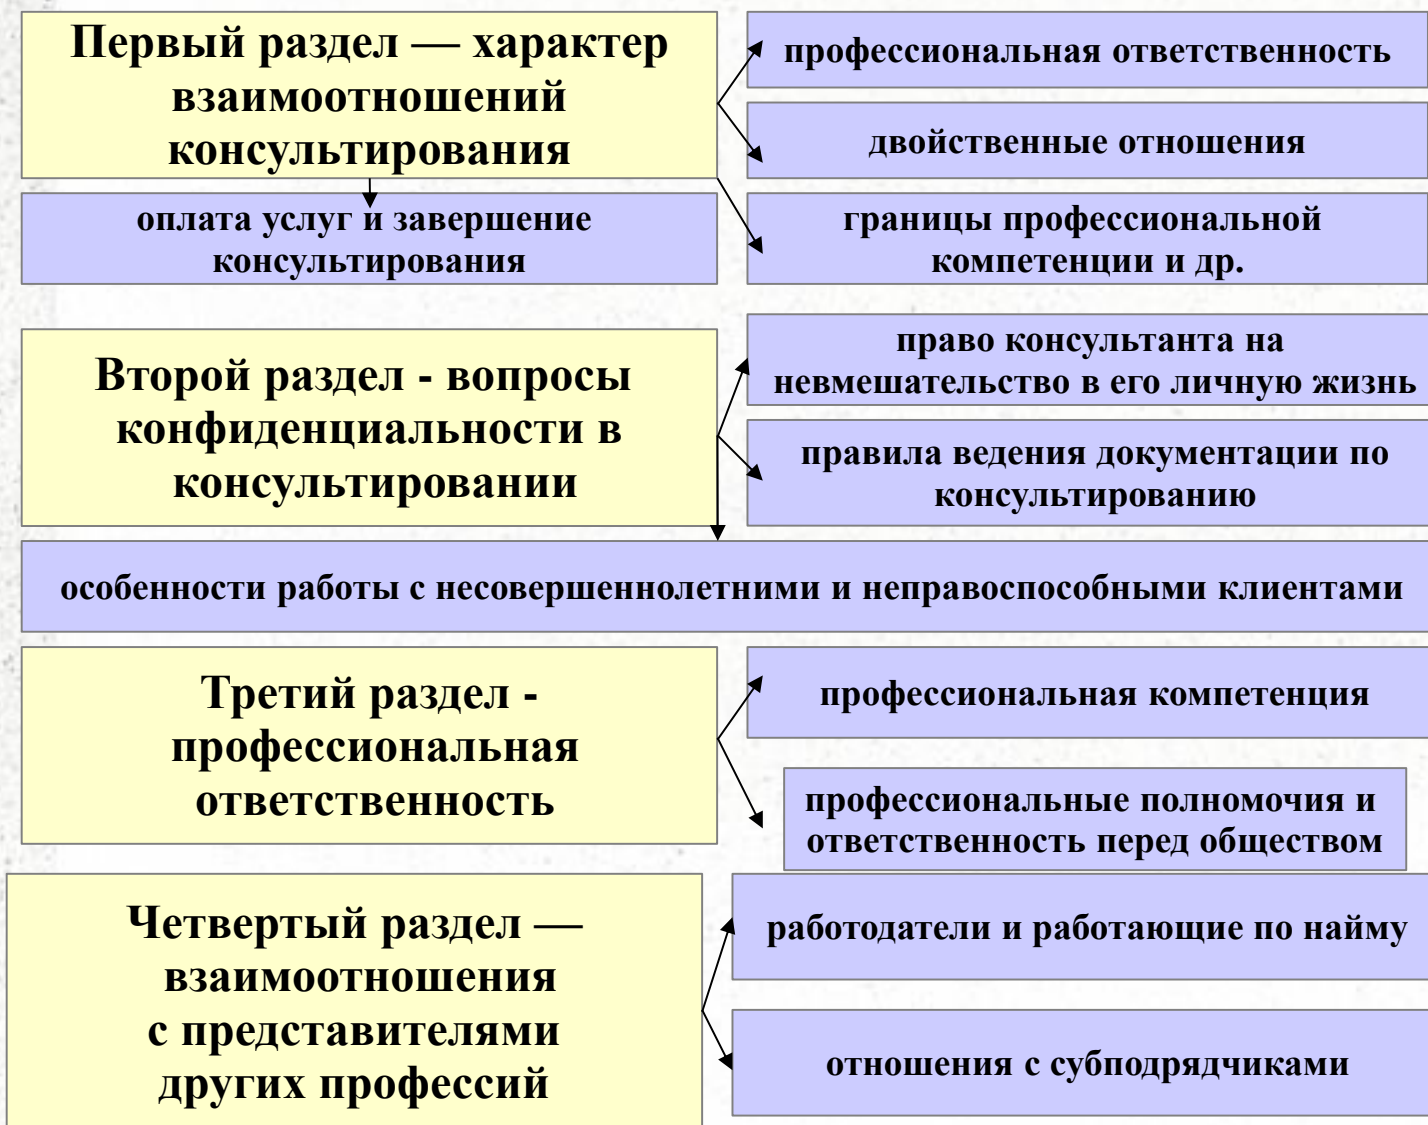 Первый раздел — характер
взаимоотношений
консультирования
профессиональная ответственность
двойственные отношения
оплата услуг и завершение
консультирования
границы профессиональной
компетенции и др.
Второй раздел - вопросы
конфиденциальности в
консультировании
право консультанта на
невмешательство в его личную жизнь
правила ведения документации по
консультированию
особенности работы с несовершеннолетними и неправоспособными клиентами
Третий раздел -
профессиональная
ответственность
профессиональная компетенция
профессиональные полномочия и
ответственность перед обществом
Четвертый раздел —
взаимоотношения
с представителями
других профессий
работодатели и работающие по найму
отношения с субподрядчиками